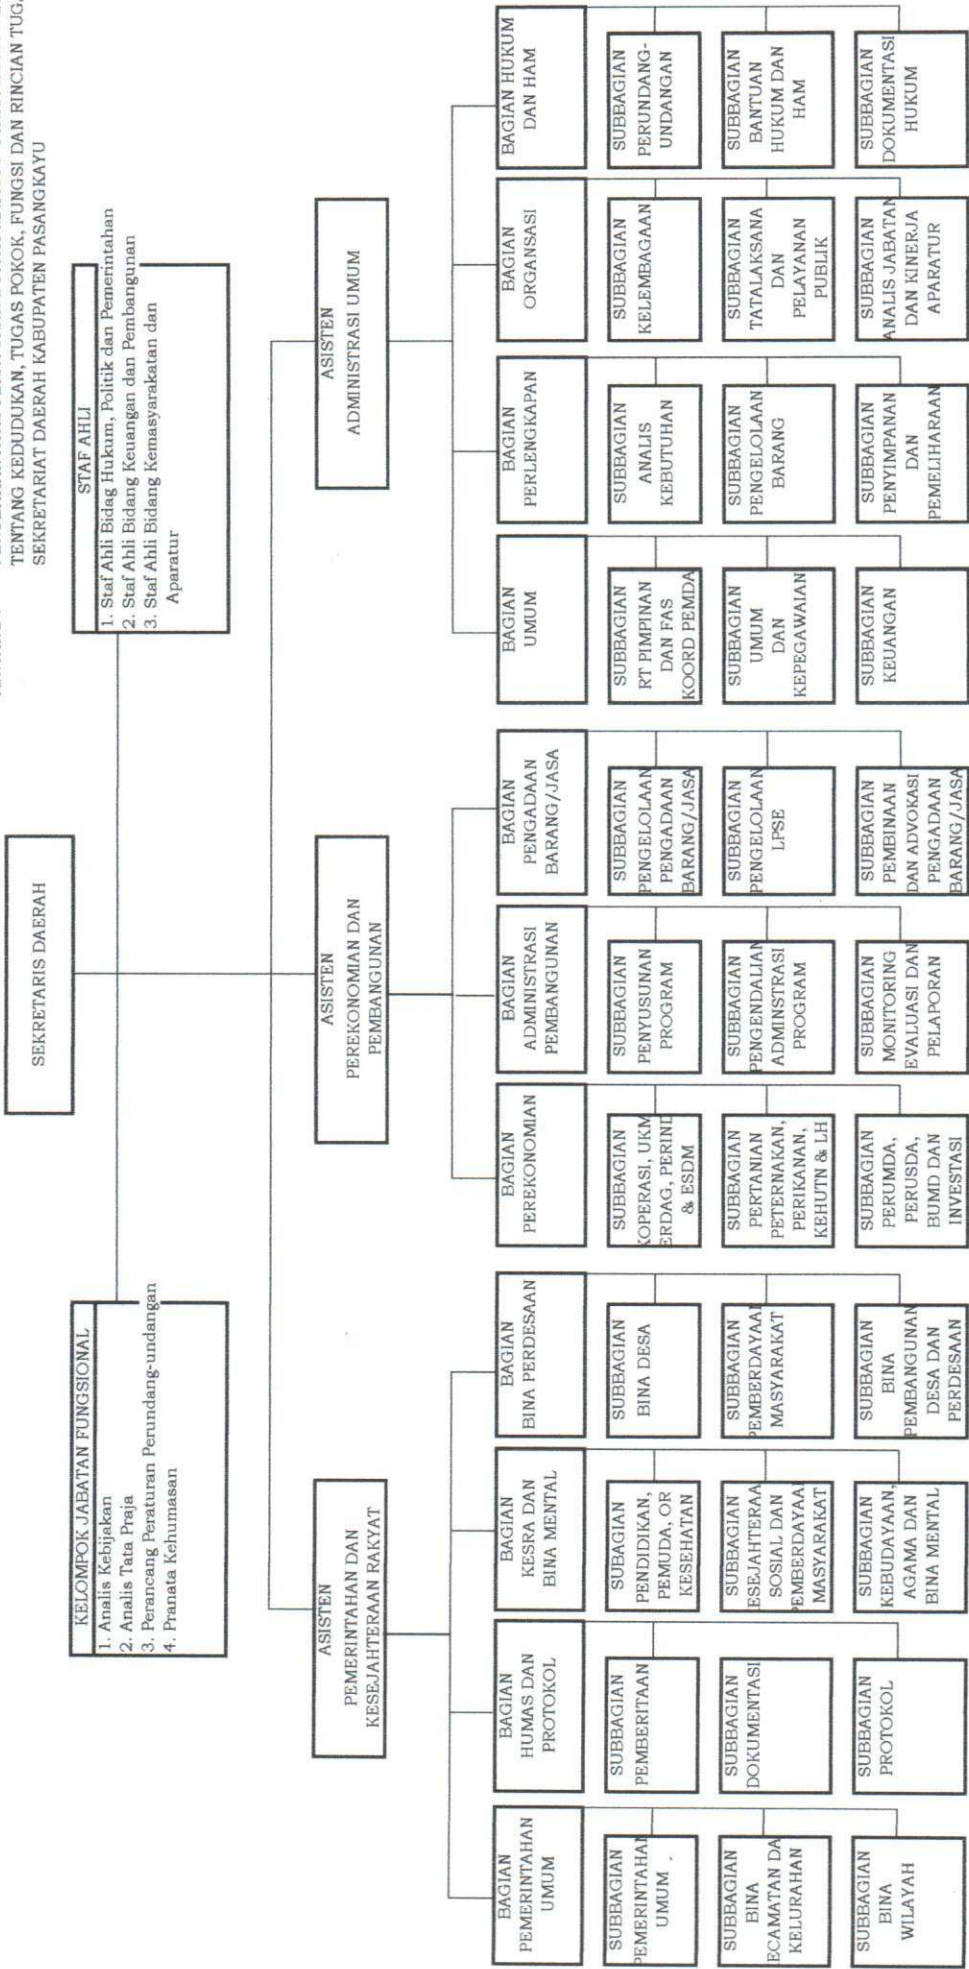 TENTANG KEDUDUKAN, TUGAS POKOK, FUNGSI DAN RINCIAN
SEKRETARIAT DAERAH KABUPATEN PASANGKAYU
SEKRETARIS DAERAH
KELOMPOK JABATAN FUNGSIONAL
1. Analis Kebijakan
2. Analis Tata Praja
3. Perancang Peraturan Perundang-undangan
4. Pranata Kehumasan
STAF AHLI
1. Staf Ahli Bidag Hukum, Politik dan Pemerintahan
2. Staf Ahli Bidang Keuangan dan Pembangunan
3. Staf Ahli Bidang Kemasyarakatan dan
Aparatur
ASISTEN
PEMERINTAHAN DAN
KESEJAHTERAAN RAKYAT
ASISTEN
PEREKONOMIAN DAN
PEMBANGUNAN
ASISTEN
ADMINISTRASI UMUM
BAGIAN
PEMERINTAHAN
UMUM
SUBBAGIAN
PEMERINTAHAN
UMUM
SUBBAGIAN
BINA
ECAMATAN DA
KELURAHAN
SUBBAGIAN
BINA
WILAYAH
BAGIAN
HUMAS DAN
PROTOKOL
SUBBAGIAN
PEMBERITAAN
SUBBAGIAN
DOKUMENTASI
SUBBAGIAN
PROTOKOL
BAGIAN
KESRA DAN
BINA MENTAL
SUBAGIAN
PENDIDIKAN,
PEMUDA, OR
KESEHATAN
SUBBAGIAN
ESEJAHTERAA
SOSIAL DAN
PEMBERDAYAA
MASYARAKAT
SUBBAGIAN
KEBUDAYAAN,
AGAMA DAN
BINA MENTAL
BAGIAN
BINA PERDESAAN
SUBBAGIAN
BINA DESA
SUBBAGIAN
PEMBERDAYAAN
MASYARAKAT
SUBBAGIAN
BINA
PEMBANGUNAN
DESA DAN
PERDESAAN
BAGIAN
PEREKONOMIAN
SUBBAGIAN
KOPERASI, UKM
ERDAG, PERIND
& ESDM
SUBBAGIAN
PERTANIAN
PETERNAKAN,
PERIKANAN,
KEHUTN & LH
SUBBAGIAN
PERUMDA,
PERUSDA,
BUMD DAN
INVESTASI
BAGIAN
ADMINISTRASI
PEMBANGUNAN
SUBBAGIAN
PENYUSUNAN
PROGRAM
SUBBAGIAN
PENGENDALIAN
ADMINSTRASI
PROGRAM
SUBBAGIAN
MONITORING
EVALUASI DAN
PELAPORAN
BAGIAN
PENGADAAN
BARANG/JASA
SUBBAGIAN
PENGELOLAAN
PENGADAAN
BARANG/JASA
SUBBAGIAN
PENGELOLAAN
LPSE
SUBBAGIAN
PEMBINAAN
DAN ADVOKASI
PENGADAAN
BARANG/JASA
BAGIAN
UMUM
SUBBAGIAN
RT PIMPINAN
DAN FAS
KOORD PEMDA
SUBBAGIAN
UMUM
DAN
KEPEGAWAIAN
SUBBAGIAN
KEUANGAN
BAGIAN
PERLENGKAPAN
SUBBAGIAN
ANALIS
KEBUTUHAN
SUBBAGIAN
PENGELOLAAN
BARANG
SUBBAGIAN
PENYIMPANAN
DAN
PEMELIHARAAN
BAGIAN
ORGANSASI
SUBBAGIAN
KELEMBAGAAN
SUBBAGIAN
TATALAKSANA
DAN
PELAYANAN
PUBLIK
SUBBAGIAN
ANALIS JABATAN
DAN KINERJA
APARATUR
BAGIAN HUKUM
DAN HAM
SUBBAGIAN
PERUNDANG-
UNDANGAN
SUBBAGIAN
BANTUAN
HUKUM DAN
HAM
SUBBAGIAN
DOKUMENTASI
HUKUM